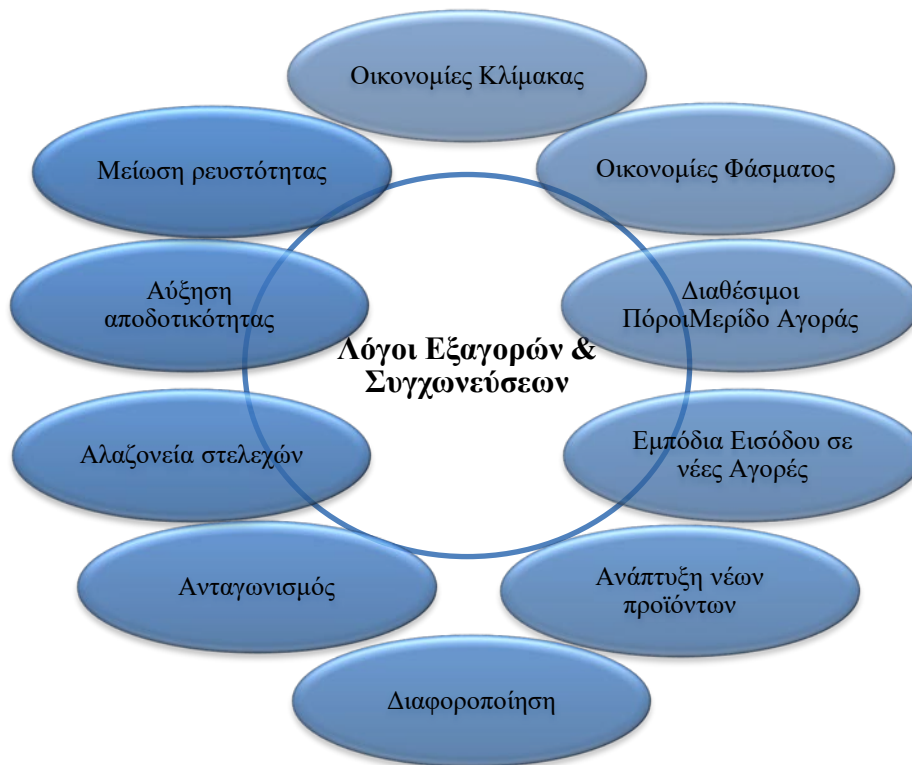 Οικονομίες Κλίμακας
Οικονομίες Φάσματος
Διαθέσιμοι
ΠόροιΜερίδο Αγοράς
Εμπόδια Εισόδου σε
νέες Αγορές
Ανάπτυξη νέων
προϊόντων
Διαφοροποίηση
Ανταγωνισμός
Αλαζονεία στελεχών
Αύξηση
αποδοτικότητας
Μείωση ρευστότητας
Λόγοι Εξαγορών &
Συγχωνεύσεων